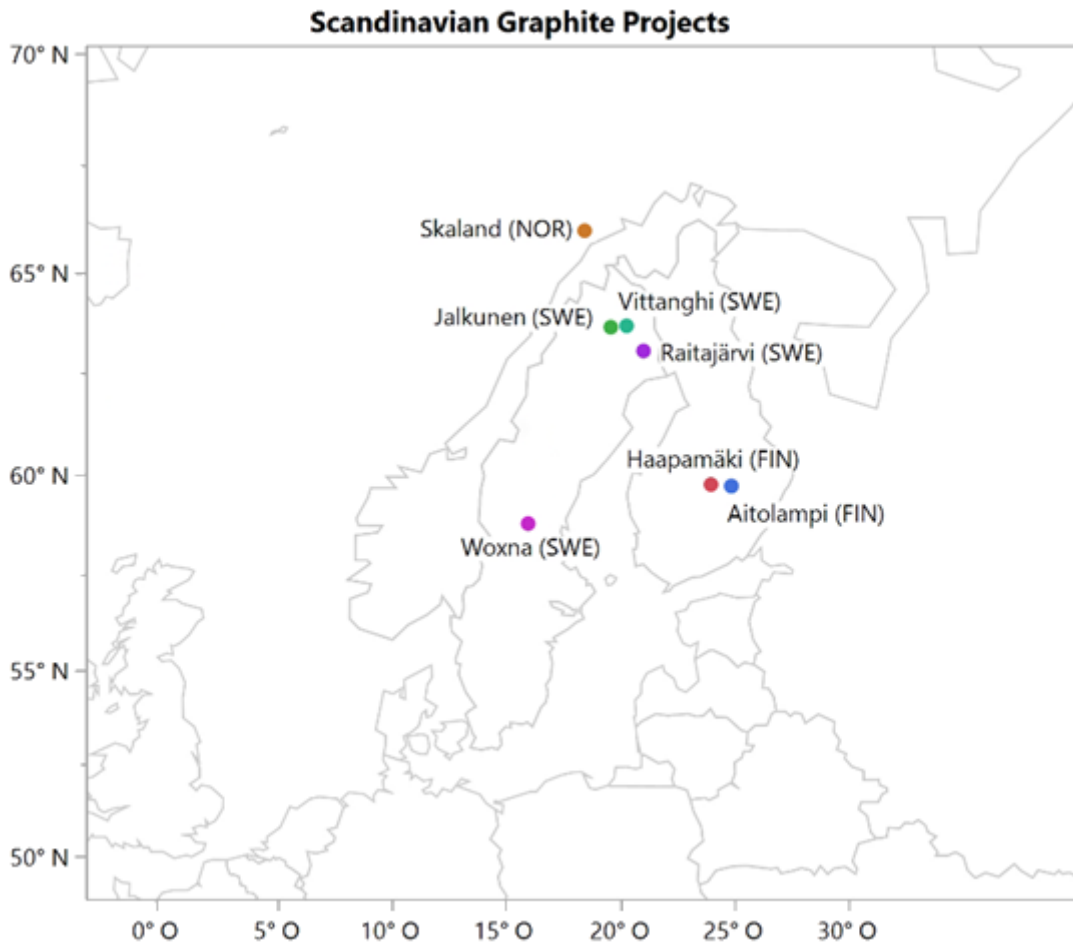 Scandinavian Graphite Projects
70° N
Skaland (NOR)
65° N
Vittanghi (SWE)
Jalkunen (SWE)
Raitajärvi (SWE)
60° N
Haapamäki (FIN)
Aitolampi (FIN)
Woxna (SWE)
55° N
50° N
0° O
5° O
10° O
15° O
20° O
25° O
30° O